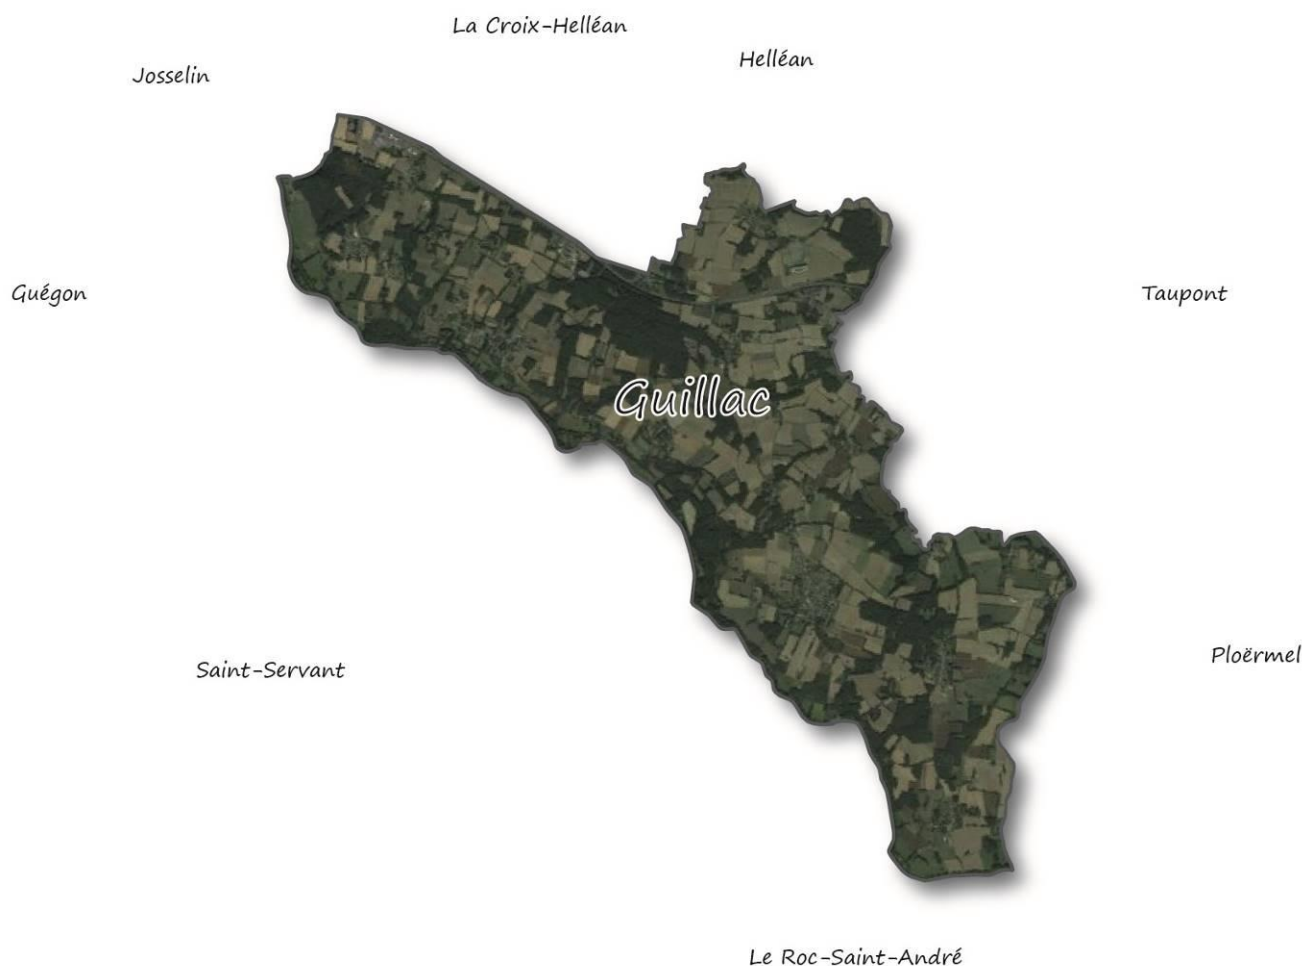 La Croix-Helléan
Helléan
Josselin
Guégon
Taupont
Guillac
Saint-Servant
Ploërmel
Le Roc-Saint-André